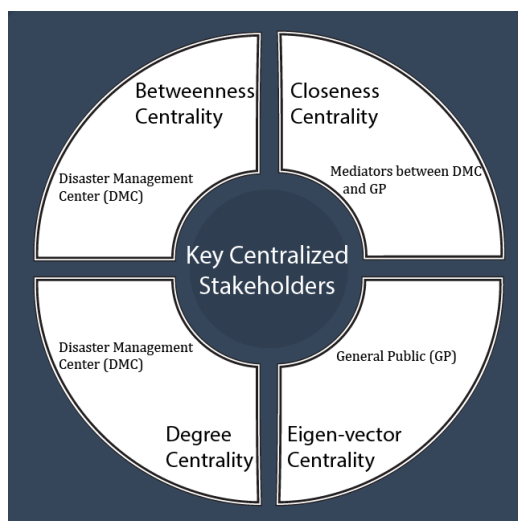 Betweenness
Centrality
Disaster Management
Center (DMC)
Closeness
Centrality
Mediators between DMC
and GP
Key Centralized
Stakeholders
Disaster Management
Center (DMC)
Degree
Centrality
General Public (GP)
Eigen-vector
Centrality